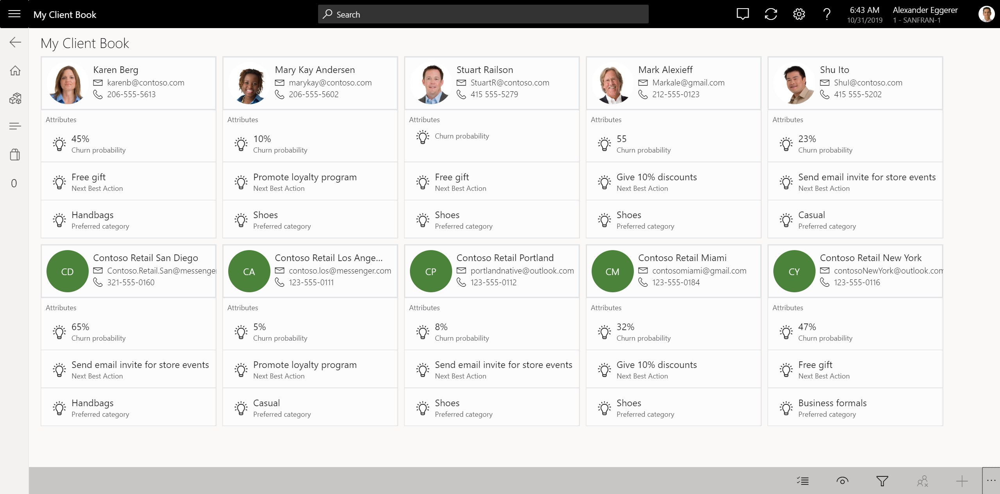 My Client Book
Search
6:43 AM
10/31/2019
Alexander Eggerer
1 - SANFRAN-1
My Client Book
0
Karen Berg
karenb@contoso.com
206-555-5613
Attributes
45%
Churn probability
Free gift
Next Best Action
Handbags
Preferred category
Mary Kay Andersen
marykay@contoso.com
206-555-5602
Attributes
10%
Churn probability
Promote loyalty program
Next Best Action
Shoes
Preferred category
Stuart Railson
StuartR@contoso.com
415 555-5279
Attributes
Churn probability
Free gift
Next Best Action
Shoes
Preferred category
Mark Alexieff
Markale@gmail.com
212-555-0123
Attributes
55
Churn probability
Give 10% discounts
Next Best Action
Shoes
Preferred category
Shu Ito
ShuI@contoso.com
415 555-5202
Attributes
23%
Churn probability
Send email invite for store events
Next Best Action
Casual
Preferred category
CD
Contoso Retail San Diego
Contoso.Retail.San@messenger
321-555-0160
Attributes
65%
Churn probability
Send email invite for store events
Next Best Action
Handbags
Preferred category
CA
Contoso Retail Los Ange...
contoso.los@messenger.com
123-555-0111
Attributes
5%
Churn probability
Promote loyalty program
Next Best Action
Casual
Preferred category
CP
Contoso Retail Portland
portlandnative@outlook.com
123-555-0112
Attributes
8%
Churn probability
Send email invite for store events
Next Best Action
Shoes
Preferred category
CM
Contoso Retail Miami
contosomiami@gmail.com
123-555-0184
Attributes
32%
Churn probability
Give 10% discounts
Next Best Action
Shoes
Preferred category
CY
Contoso Retail New York
contosoNewYork@outlook.com
123-555-0116
Attributes
47%
Churn probability
Free gift
Next Best Action
Business formals
Preferred category